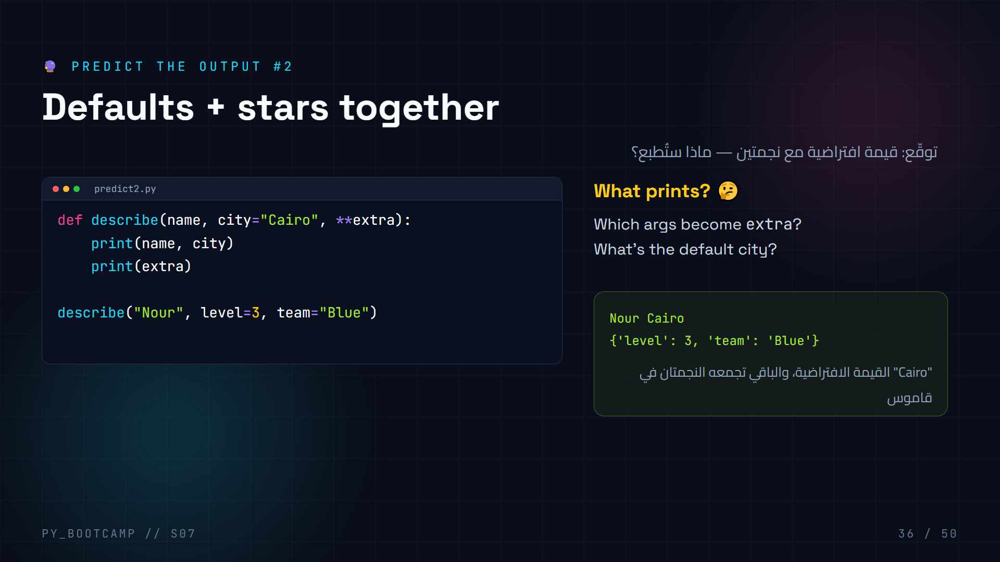 🔮 PREDICT THE OUTPUT #2
Defaults + stars together
توقّع: قيمة افتراضية مع نجمتين — ماذا ستُطبع؟
predict2.py
def describe(name, city="Cairo", **extra):
    print(name, city)
    print(extra)
describe("Nour", level=3, team="Blue")
What prints? 🤔
Which args become extra?
What's the default city?
Nour Cairo
{'level': 3, 'team': 'Blue'}
"Cairo" القيمة الافتراضية، والباقي تجمعه النجمتان في
قاموس
PY_BOOTCAMP // S07
36 / 50